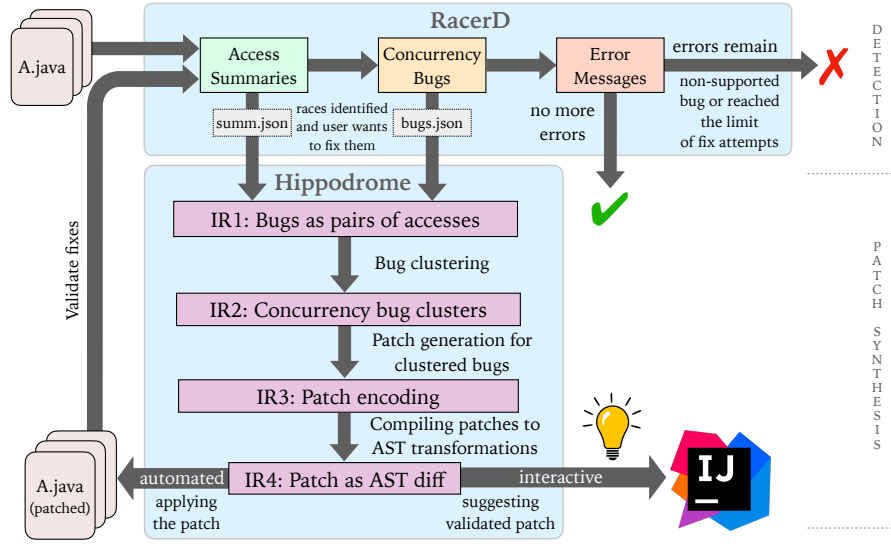 RacerD
A.java
Access
Summaries
Concurrency
Bugs
Error
Messages
errors remain
non-supported
bug or reached
the limit
of fix attempts
summ.json
races identified
and user wants
to fix them
bugs.json
no more
errors
DETECTION
Hippodrome
IR1: Bugs as pairs of accesses
Bug clustering
IR2: Concurrency bug clusters
Patch generation for
clustered bugs
IR3: Patch encoding
Compiling patches to
AST transformations
IR4: Patch as AST diff
automated
applying
the patch
interactive
suggesting
validated patch
Validate fixes
A.java
(patched)
IJ
PATCH SYNTHESIS